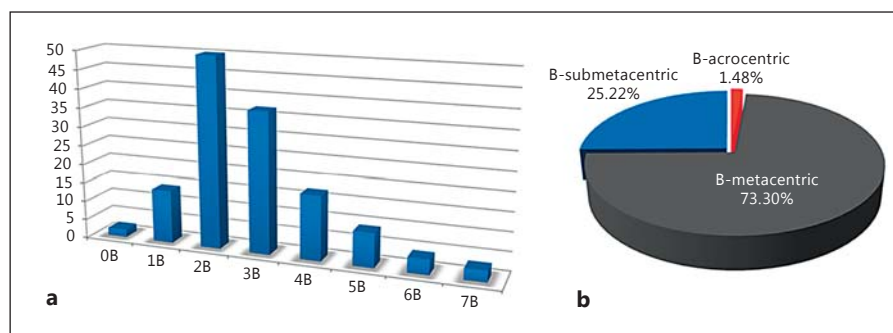 50
45
40
35
30
25
20
15
10
5
0
0B
1B
2B
3B
4B
5B
6B
7B
a
B-submetacentric
25.22%
B-acrocentric
1.48%
B-metacentric
73.30%
b